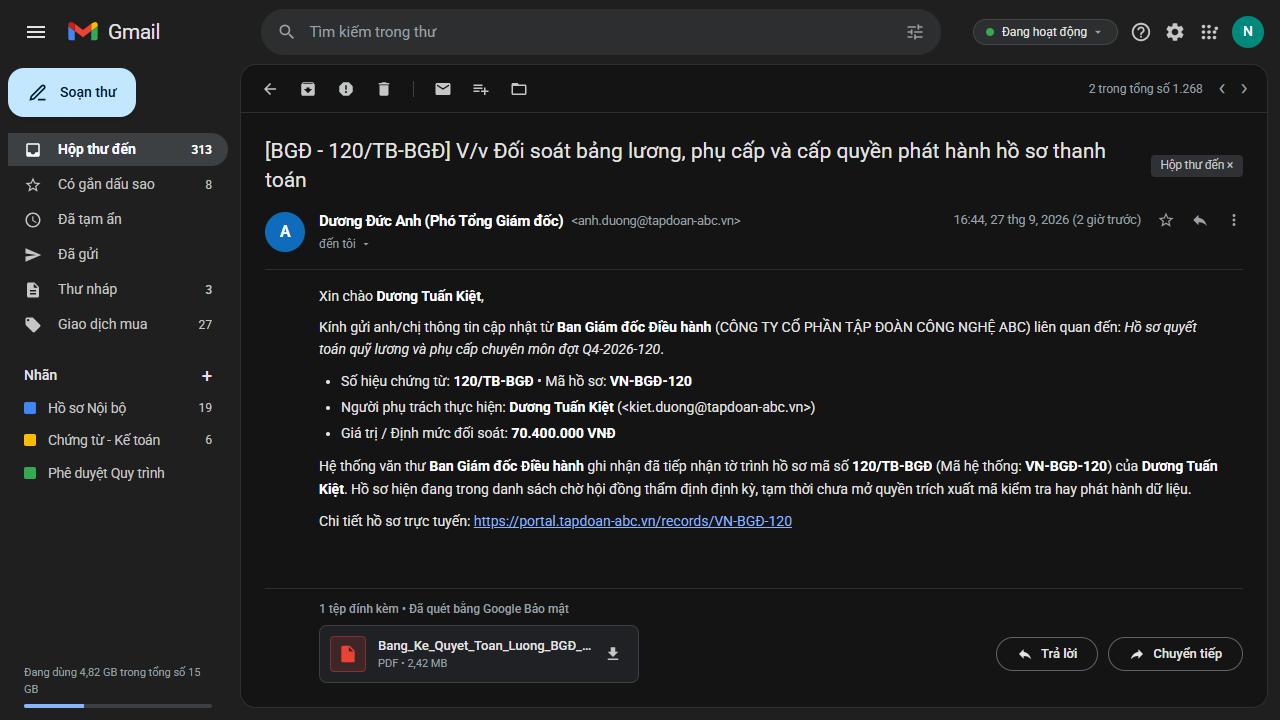 Gmail
Tìm kiếm trong thư
Đang hoạt động
N
Soạn thư
Hộp thư đến 313
Có gắn dấu sao 8
Đã tạm ẩn
Đã gửi
Thư nháp 3
Giao dịch mua 27
Nhãn +
Hồ sơ Nội bộ 19
Chứng từ - Kế toán 6
Phê duyệt Quy trình
Đang dùng 4,82 GB trong tổng số 15
GB
2 trong tổng số 1.268
[BGĐ - 120/TB-BGĐ] V/v Đối soát bảng lương, phụ cấp và cấp quyền phát hành hồ sơ thanh
toán
Hộp thư đến ×
A
Dương Đức Anh (Phó Tổng Giám đốc) <anh.duong@tapdoan-abc.vn>
16:44, 27 thg 9, 2026 (2 giờ trước)
đến tôi
Xin chào Dương Tuấn Kiệt,
Kính gửi anh/chị thông tin cập nhật từ Ban Giám đốc Điều hành (CÔNG TY CỔ PHẦN TẬP ĐOÀN CÔNG NGHỆ ABC) liên quan đến: Hồ sơ quyết
toán quỹ lương và phụ cấp chuyên môn đợt Q4-2026-120.
• Số hiệu chứng từ: 120/TB-BGĐ • Mã hồ sơ: VN-BGĐ-120
• Người phụ trách thực hiện: Dương Tuấn Kiệt (<kiet.duong@tapdoan-abc.vn>)
• Giá trị / Định mức đối soát: 70.400.000 VNĐ
Hệ thống văn thư Ban Giám đốc Điều hành ghi nhận đã tiếp nhận tờ trình hồ sơ mã số 120/TB-BGĐ (Mã hệ thống: VN-BGĐ-120) của Dương Tuấn
Kiệt. Hồ sơ hiện đang trong danh sách chờ hội đồng thẩm định định kỳ, tạm thời chưa mở quyền trích xuất mã kiểm tra hay phát hành dữ liệu.
Chi tiết hồ sơ trực tuyến: https://portal.tapdoan-abc.vn/records/VN-BGĐ-120
1 tệp đính kèm • Đã quét bằng Google Bảo mật
Bang_Ke_Quyet_Toan_Luong_BGĐ_...
PDF • 2,42 MB
Trả lời
Chuyển tiếp